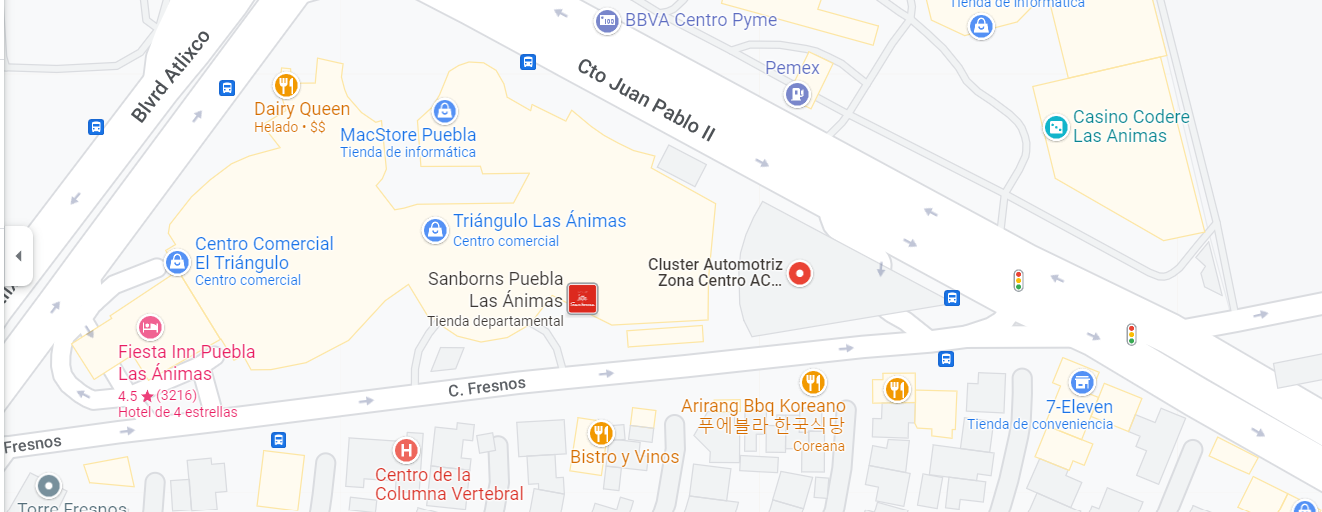 Tienda de informática
BBVA Centro Pyme
Blvrd Atlixco
Cto Juan Pablo II
Pemex
Dairy Queen
Helado • $$
MacStore Puebla
Tienda de informática
Casino Codere
Las Animas
Triángulo Las Ánimas
Centro comercial
Centro Comercial
El Triángulo
Centro comercial
Cluster Automotriz
Zona Centro AC...
Sanborns Puebla
Las Ánimas
Tienda departamental
Fiesta Inn Puebla
Las Ánimas
4.5 ★ (3216)
Hotel de 4 estrellas
C. Fresnos
Arirang Bbq Koreano
푸에블라 한국식당
Coreana
7-Eleven
Tienda de conveniencia
Fresnos
Bistro y Vinos
H
Centro de la
Columna Vertebral
Torre Fresnos